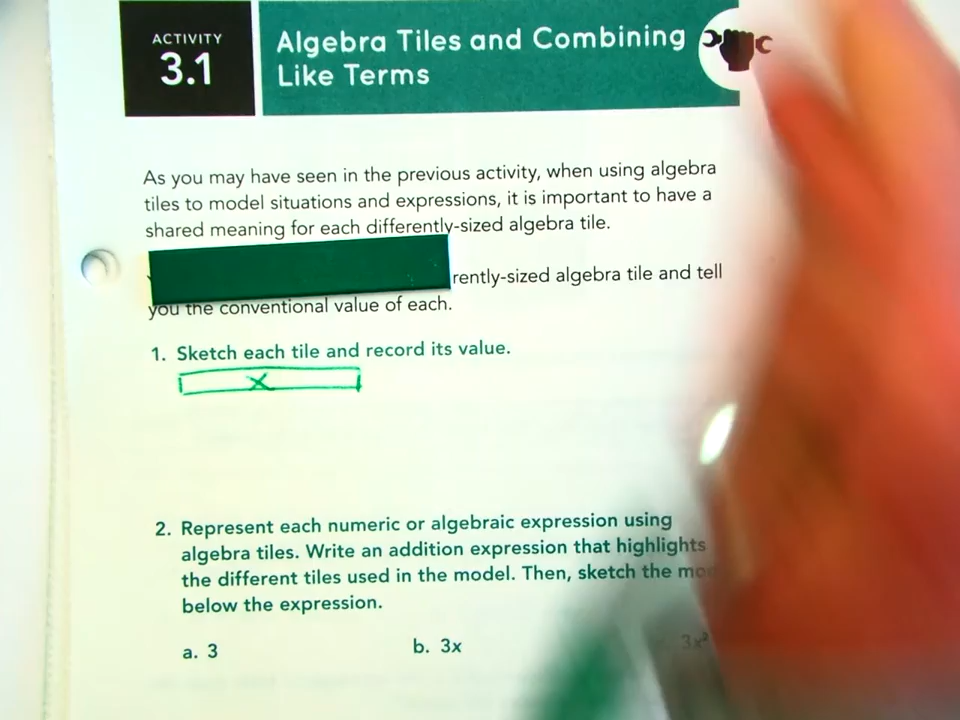 ACTIVITY
3.1
Algebra Tiles and Combining
Like Terms
As you may have seen in the previous activity, when using algebra
tiles to model situations and expressions, it is important to have a
shared meaning for each differently-sized algebra tile.
rently-sized algebra tile and tell
you the conventional value of each.
1. Sketch each tile and record its value.
x
2. Represent each numeric or algebraic expression using
algebra tiles. Write an addition expression that highlights
the different tiles used in the model. Then, sketch the
below the expression.
a. 3
b. 3x
3x²